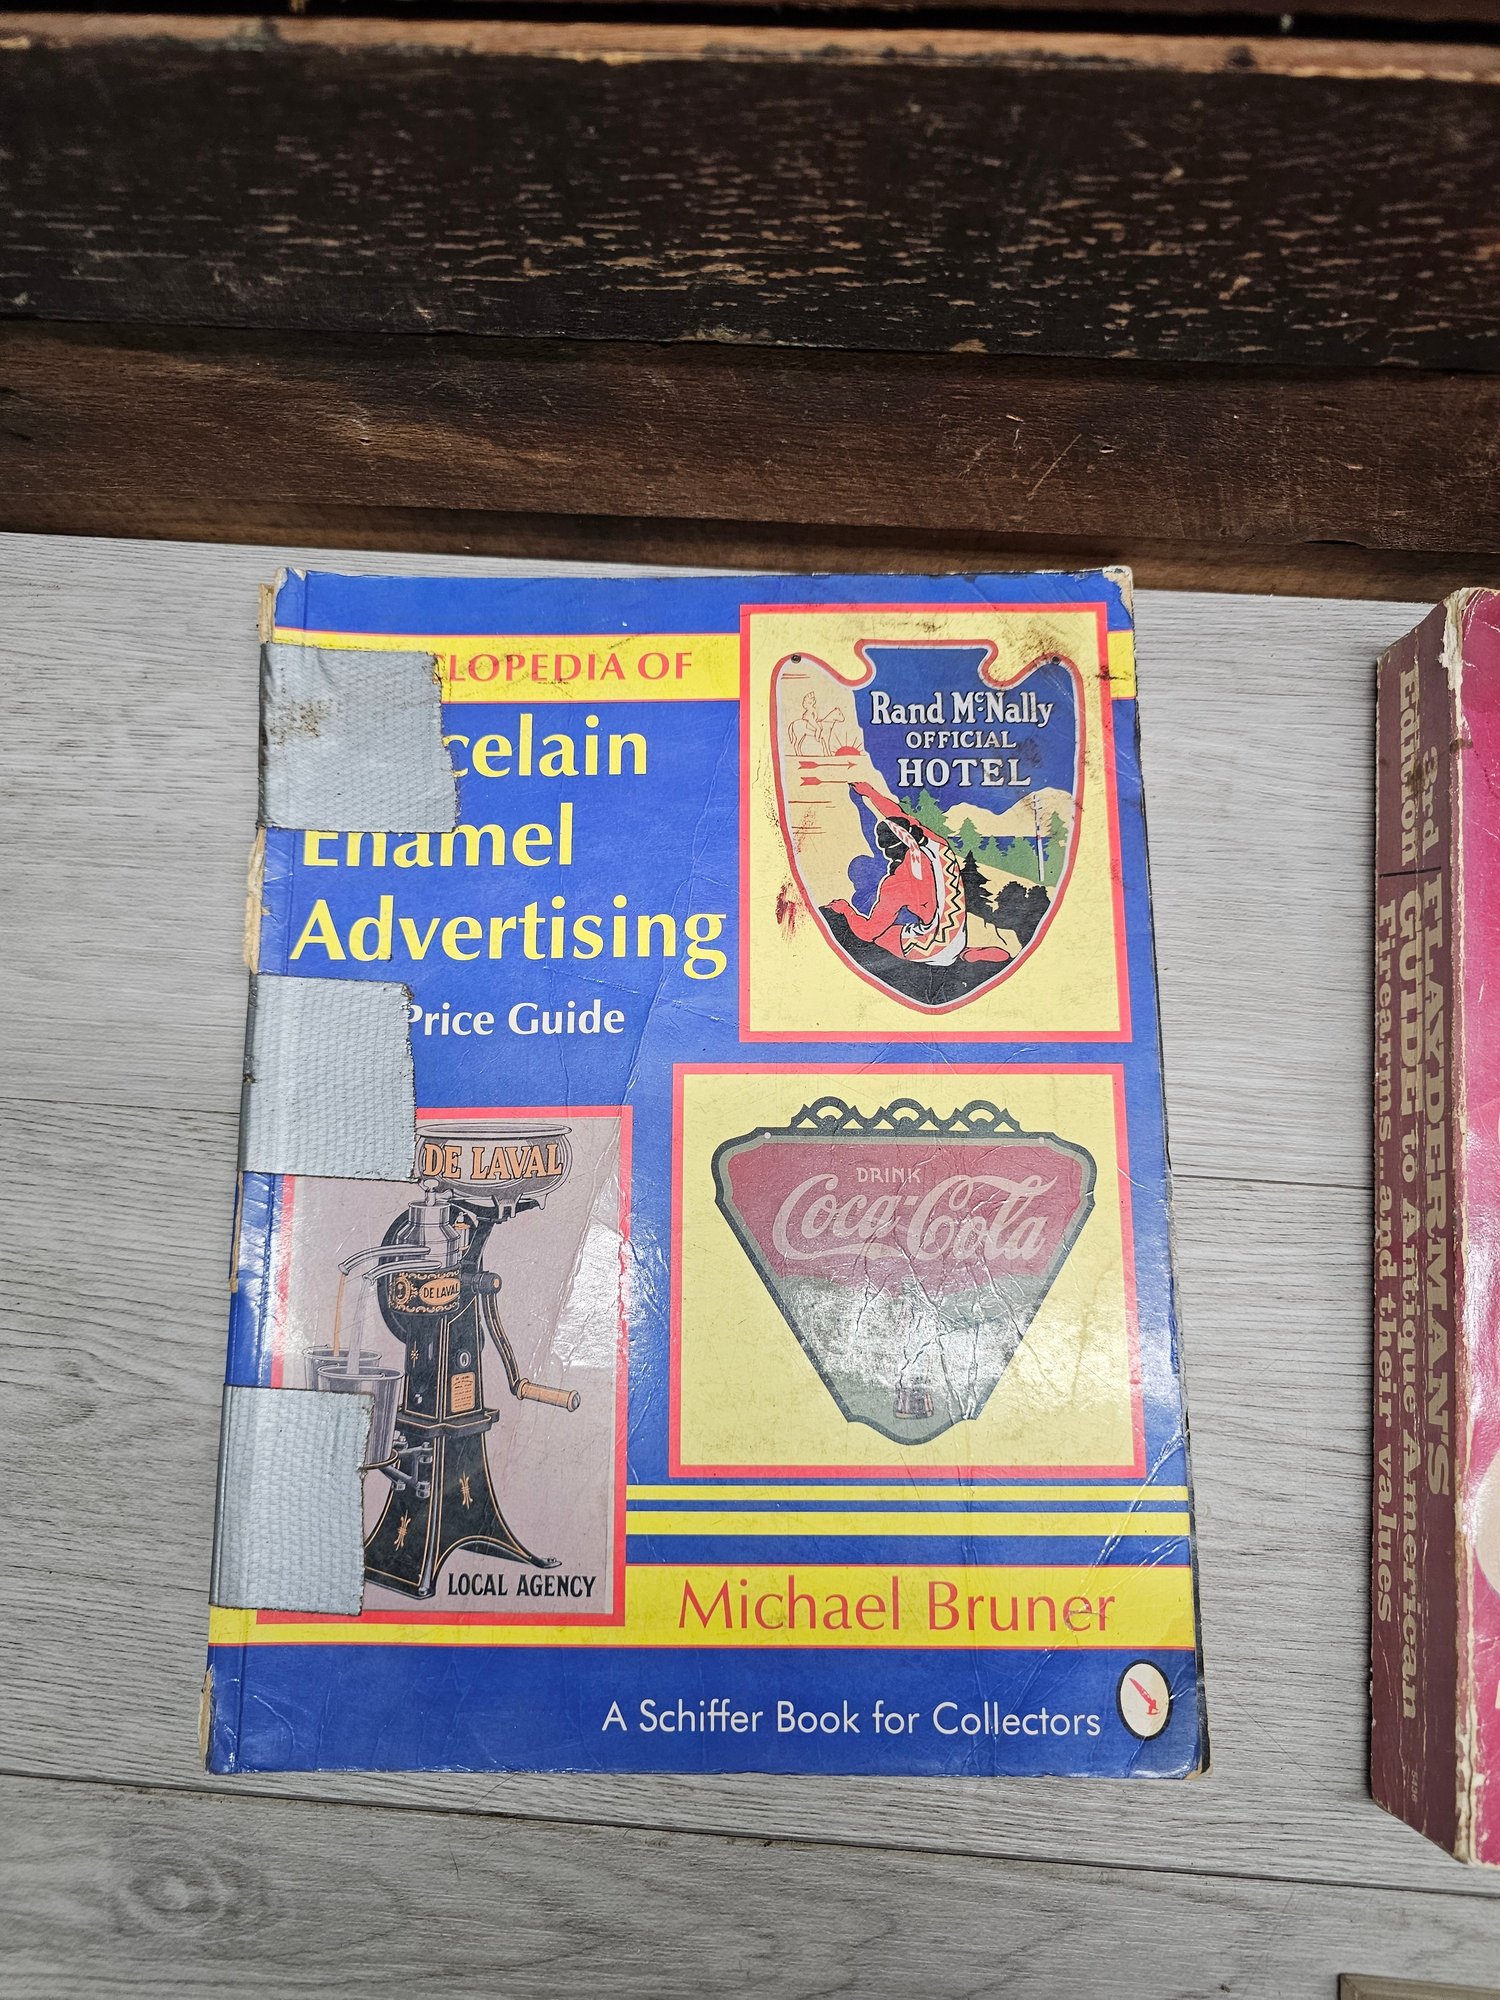 CLOPEDIA OF
rcelain
Enamel
Advertising
Price Guide
Rand McNally
OFFICIAL
HOTEL
DRINK
Coca-Cola
DE LAVAL
DE LAVAL
LOCAL AGENCY
Michael Bruner
A Schiffer Book for Collectors
3rd
Edition
FLAYDERMAN'S
GUIDE to Antique American
Firearms...and their values